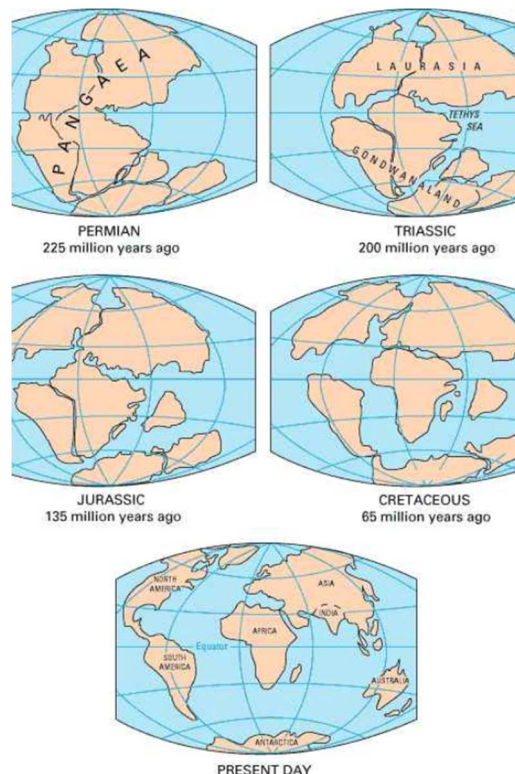 PANGAEA
LAURASIA
TETHYS
SEA
GONDWANALAND
PERMIAN
225 million years ago
TRIASSIC
200 million years ago
JURASSIC
135 million years ago
CRETACEOUS
65 million years ago
NORTH
AMERICA
ASIA
INDIA
AFRICA
Equator
SOUTH
AMERICA
AUSTRALIA
ANTARCTICA
PRESENT DAY